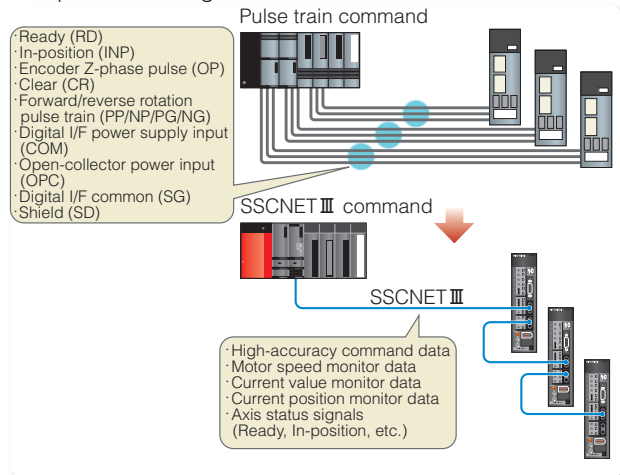 Pulse train command
·Ready (RD)
·In-position (INP)
·Encoder Z-phase pulse (OP)
·Clear (CR)
·Forward/reverse rotation
pulse train (PP/NP/PG/NG)
·Digital I/F power supply input
(COM)
·Open-collector power input
(OPC)
·Digital I/F common (SG)
·Shield (SD)
SSCNETⅢ command
SSCNETⅢ
·High-accuracy command data
·Motor speed monitor data
·Current value monitor data
·Current position monitor data
·Axis status signals
(Ready, In-position, etc.)